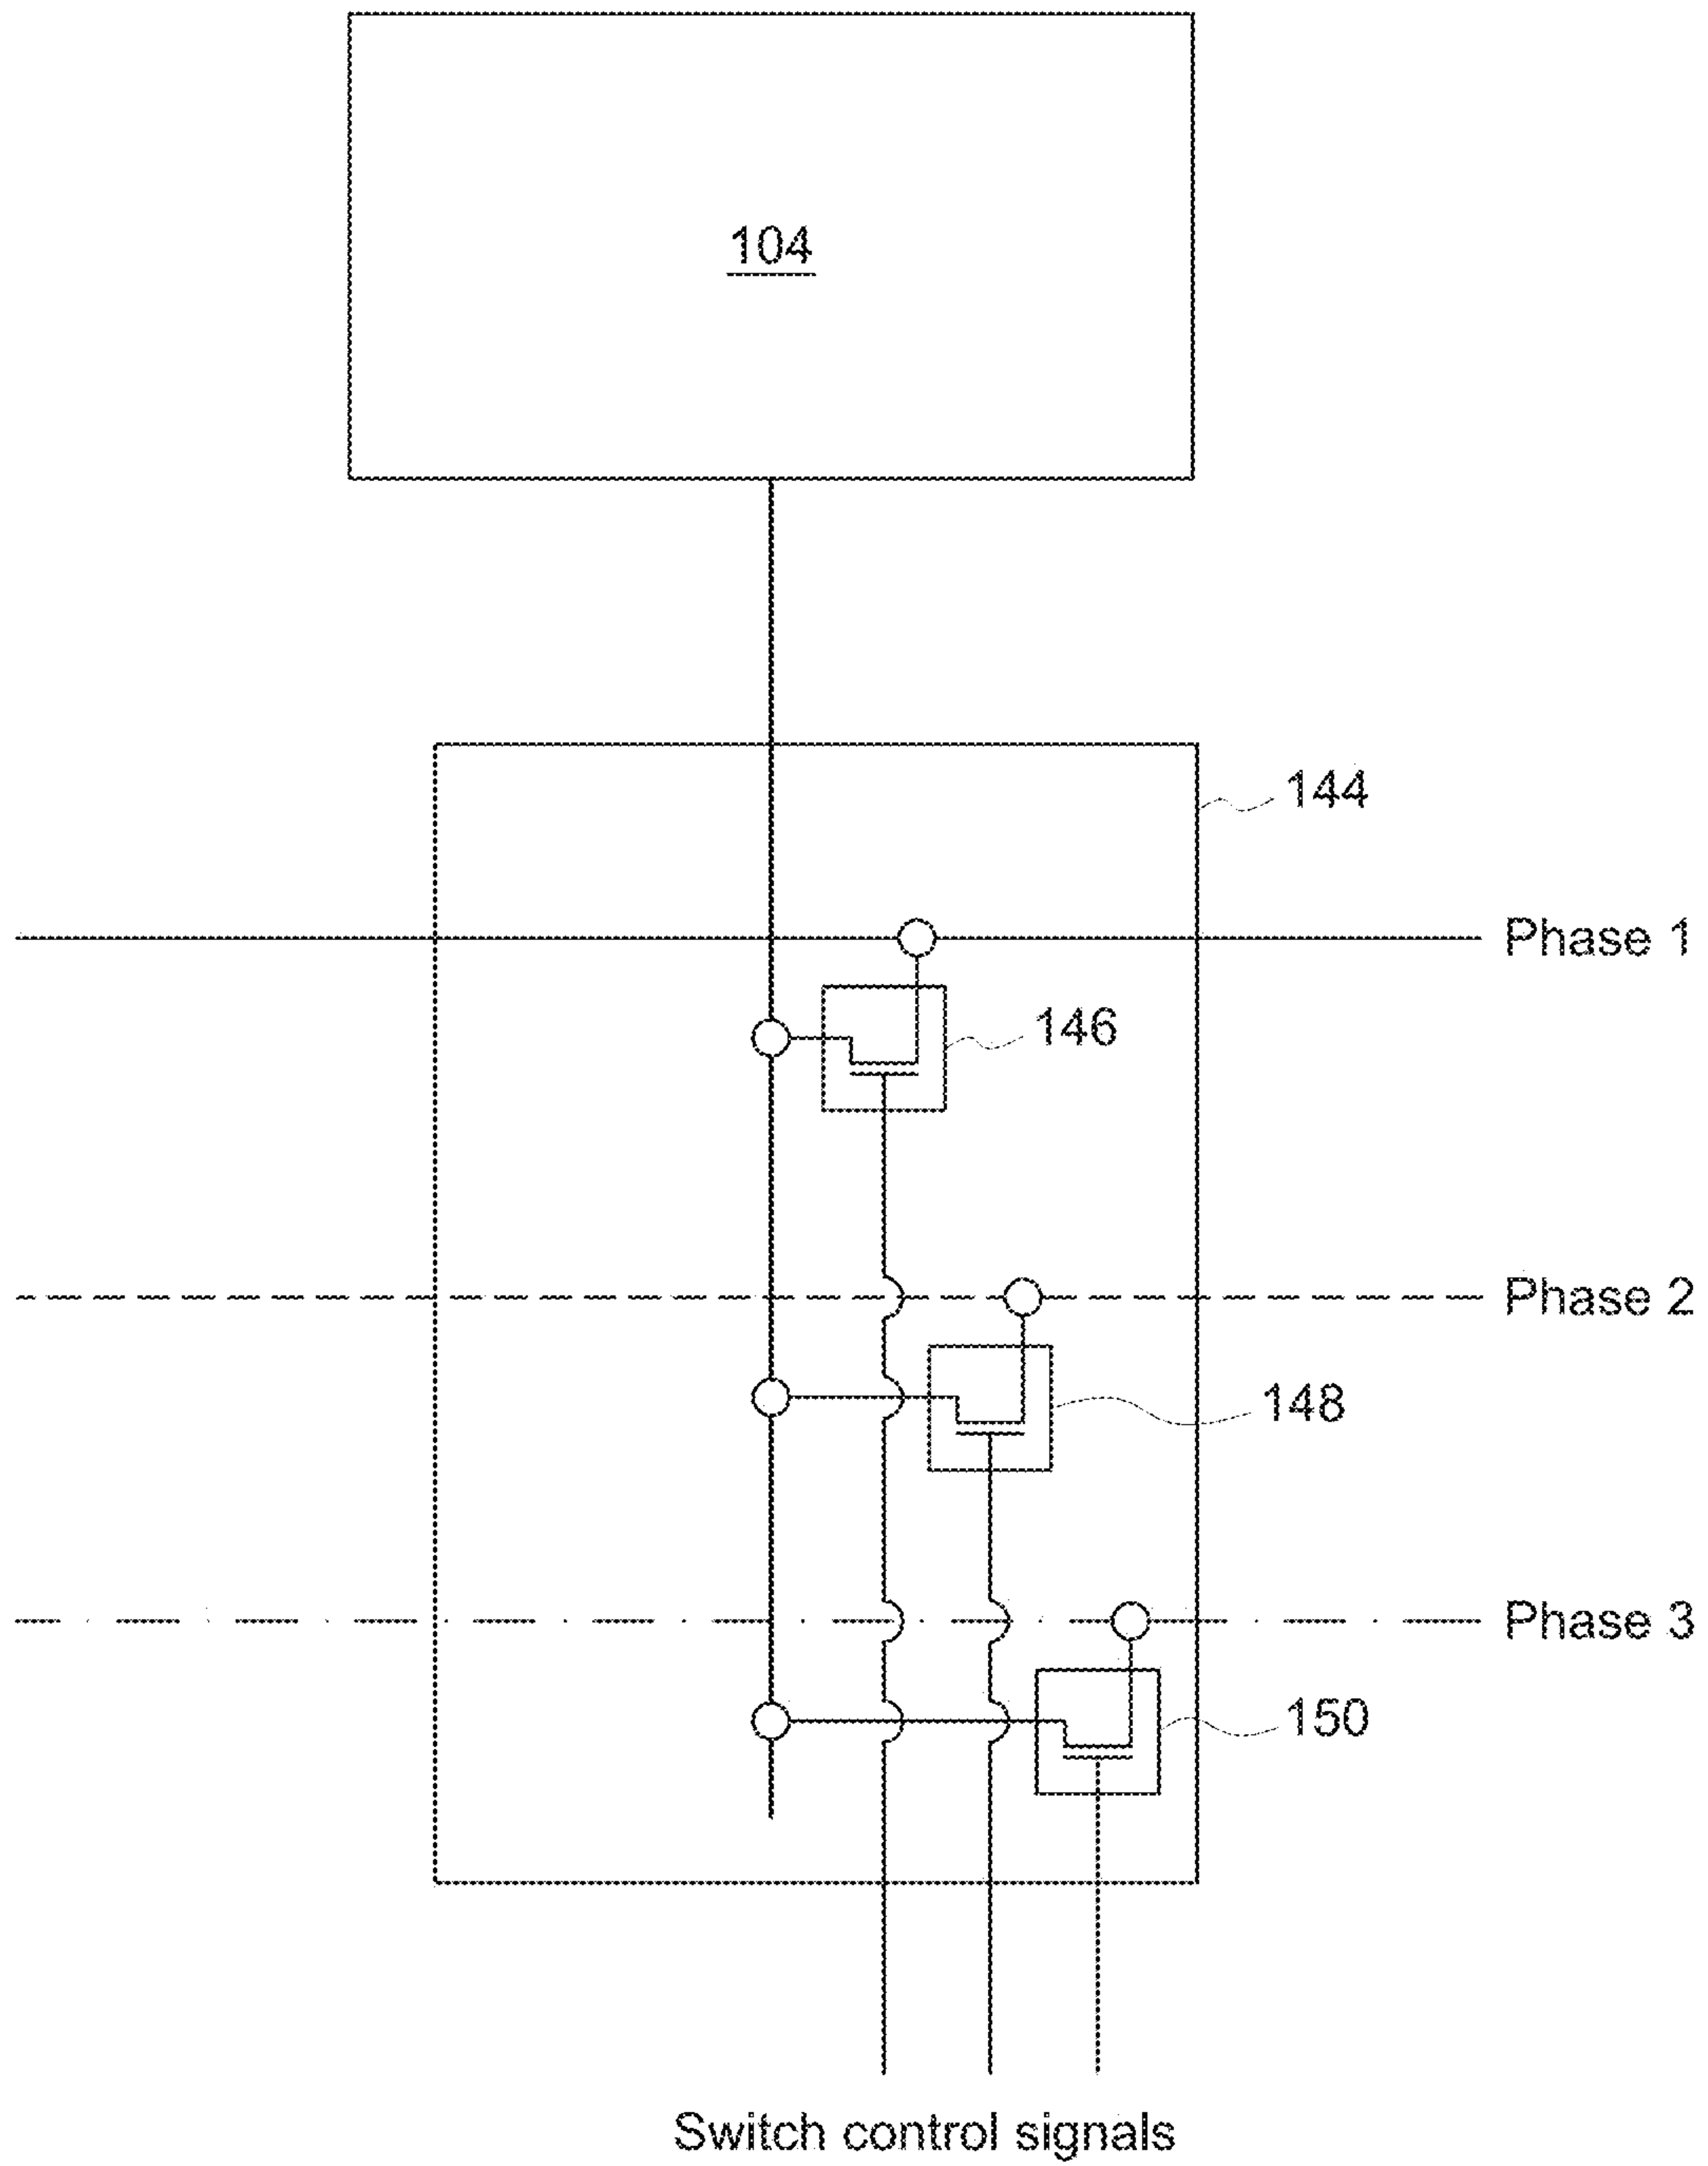 104
144
Phase 1
146
Phase 2
148
Phase 3
150
Switch control signals